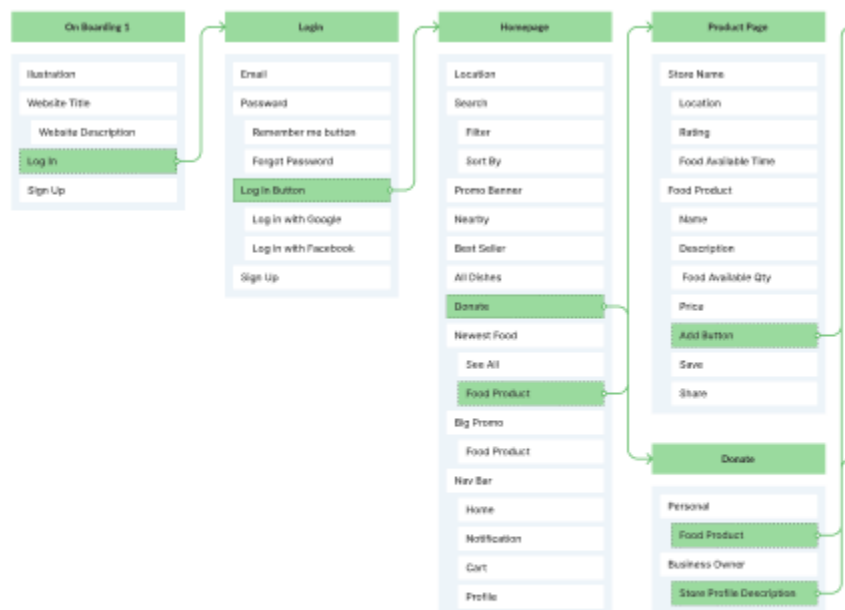 On Boarding 1
Ilustration
Website Title
Website Description
Log In
Sign Up
Login
Email
Password
Remember me button
Forgot Password
Log In Button
Log in with Google
Log In with Facebook
Sign Up
Homepage
Location
Search
Filter
Sort By
Promo Benner
Nearby
Best Seller
All Dishes
Donate
Newest Food
See All
Food Product
Big Promo
Food Product
Nav Bar
Home
Notification
Cart
Profile
Product Page
Store Name
Location
Rating
Food Available Time
Food Product
Name
Description
Food Available Qty
Price
Add Button
Save
Share
Donate
Personal
Food Product
Business Owner
Store Profile Description